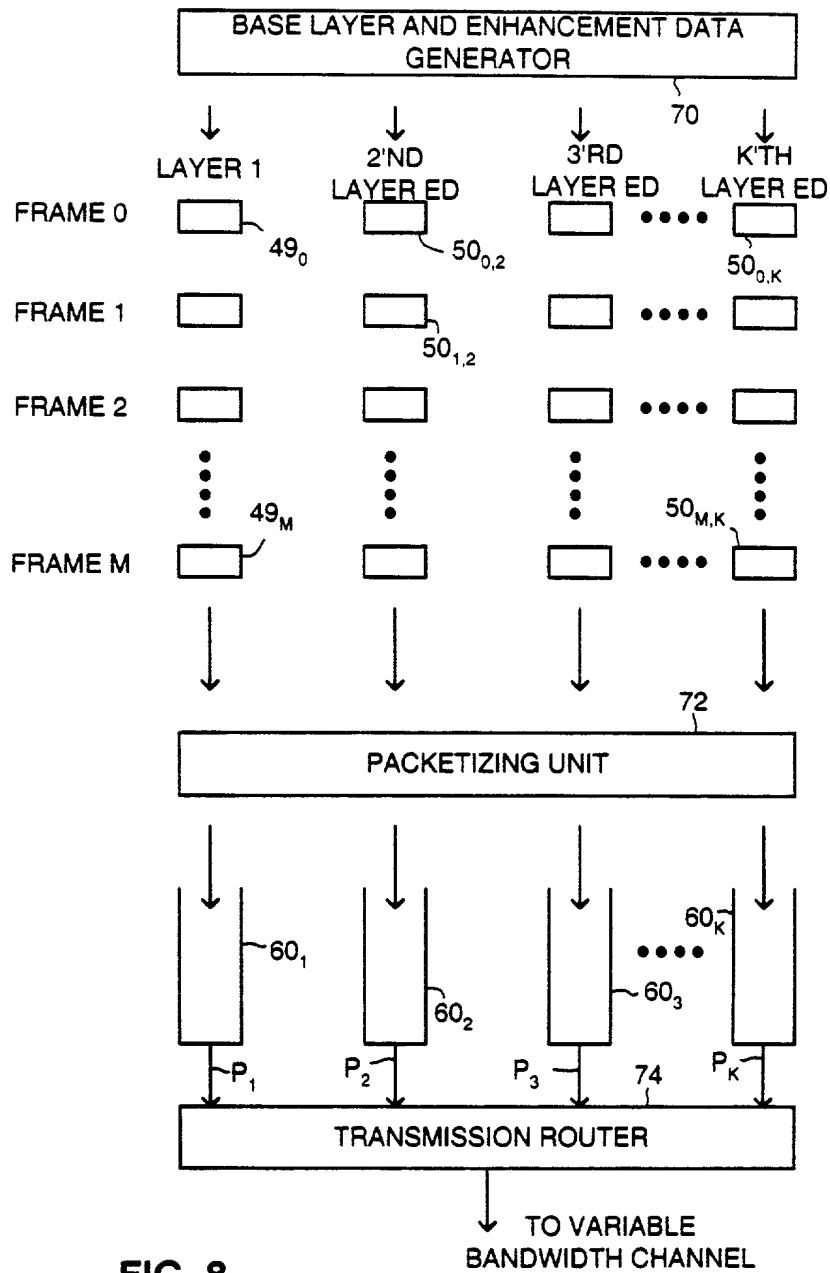 BASE LAYER AND ENHANCEMENT DATA
GENERATOR
70
LAYER 1
2'ND
LAYER ED
3'RD
LAYER ED
K'TH
LAYER ED
FRAME 0
49₀
50₀,₂
50₀,K
FRAME 1
50₁,₂
FRAME 2
49M
50M,K
FRAME M
72
PACKETIZING UNIT
60₁
60₂
60₃
60K
P₁
P₂
P₃
PK
74
TRANSMISSION ROUTER
TO VARIABLE
BANDWIDTH CHANNEL
FIG. 8